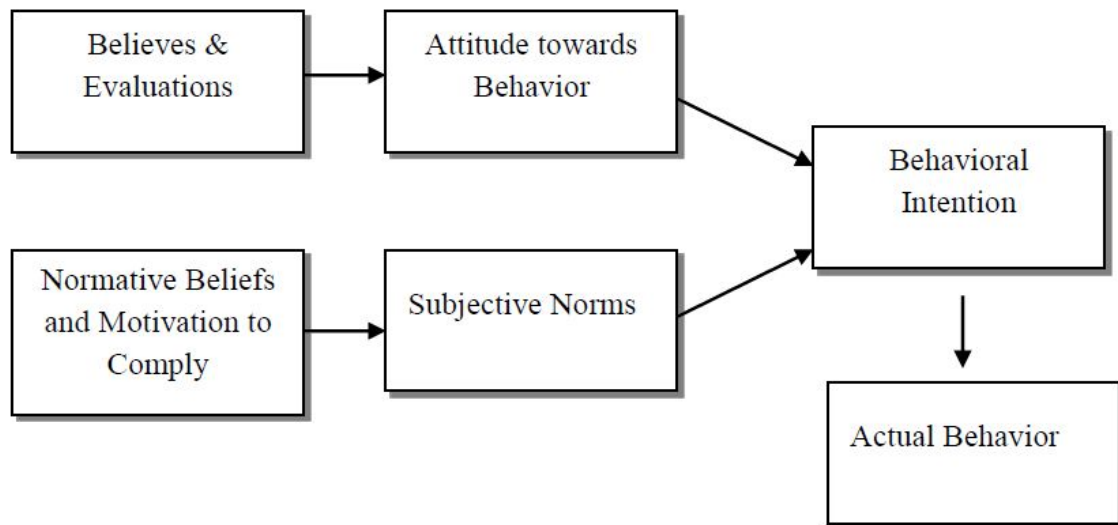 Believes &
Evaluations
Attitude towards
Behavior
Behavioral
Intention
Normative Beliefs
and Motivation to
Comply
Subjective Norms
Actual Behavior